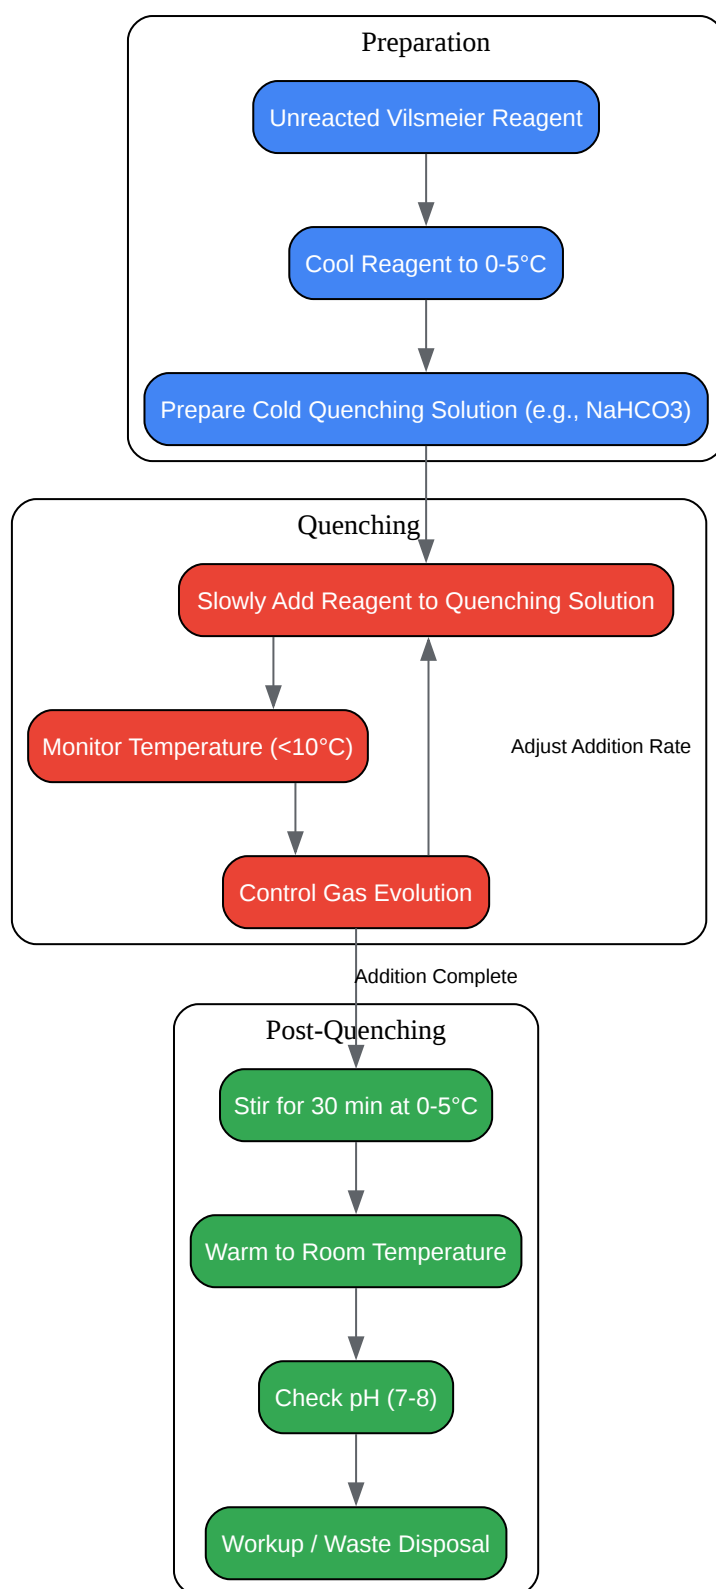 Preparation
Unreacted Vilsmeier Reagent
Cool Reagent to 0-5°C
Prepare Cold Quenching Solution (e.g., NaHCO3)
Quenching
Slowly Add Reagent to Quenching Solution
Monitor Temperature (<10°C)
Adjust Addition Rate
Control Gas Evolution
Addition Complete
Post-Quenching
Stir for 30 min at 0-5°C
Warm to Room Temperature
Check pH (7-8)
Workup / Waste Disposal